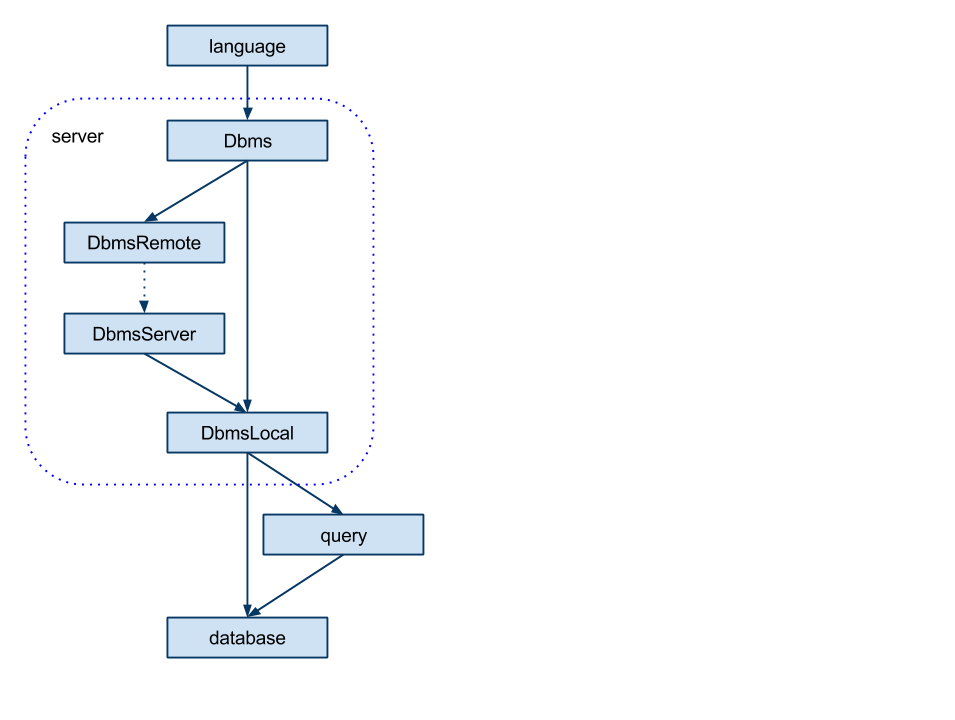 language
server
Dbms
DbmsRemote
DbmsServer
DbmsLocal
query
database